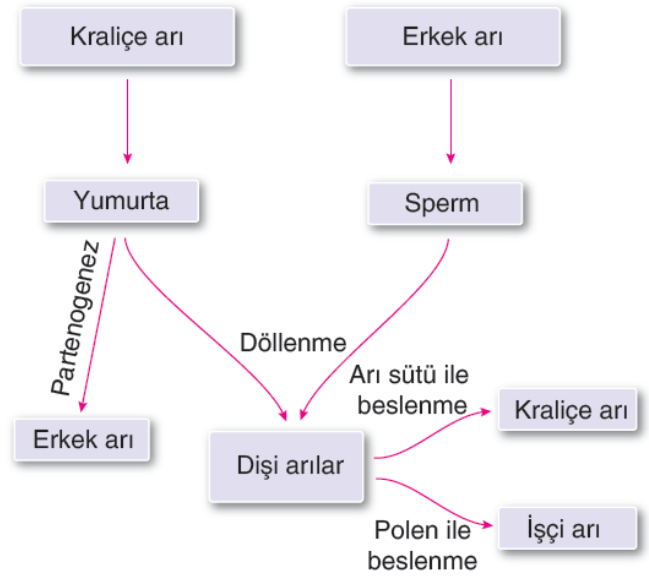 Kraliçe arı
Erkek arı
Yumurta
Sperm
Partenogenez
Döllenme
Arı sütü ile
beslenme
Kraliçe arı
Erkek arı
Dişi arılar
Polen ile
beslenme
İşçi arı